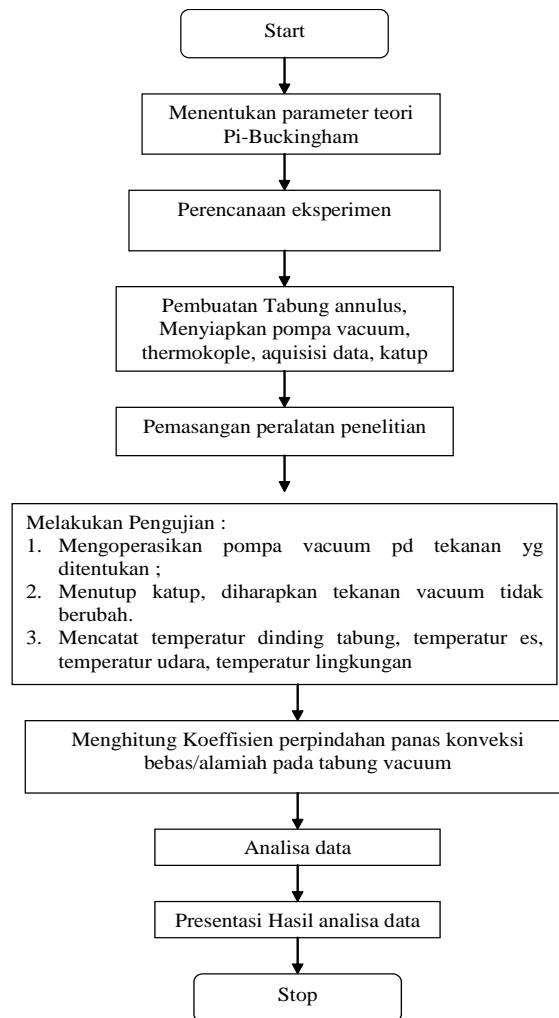 Start
Menentukan parameter teori
Pi-Buckingham
Perencanaan eksperimen
Pembuatan Tabung annulus,
Menyiapkan pompa vacuum,
thermokople, aquisisi data, katup
Pemasangan peralatan penelitian
Melakukan Pengujian :
1. Mengoperasikan pompa vacuum pd tekanan yg
ditentukan ;
2. Menutup katup, diharapkan tekanan vacuum tidak
berubah.
3. Mencatat temperatur dinding tabung, temperatur es,
temperatur udara, temperatur lingkungan
Menghitung Koeffisien perpindahan panas konveksi
bebas/alamiah pada tabung vacuum
Analisa data
Presentasi Hasil analisa data
Stop